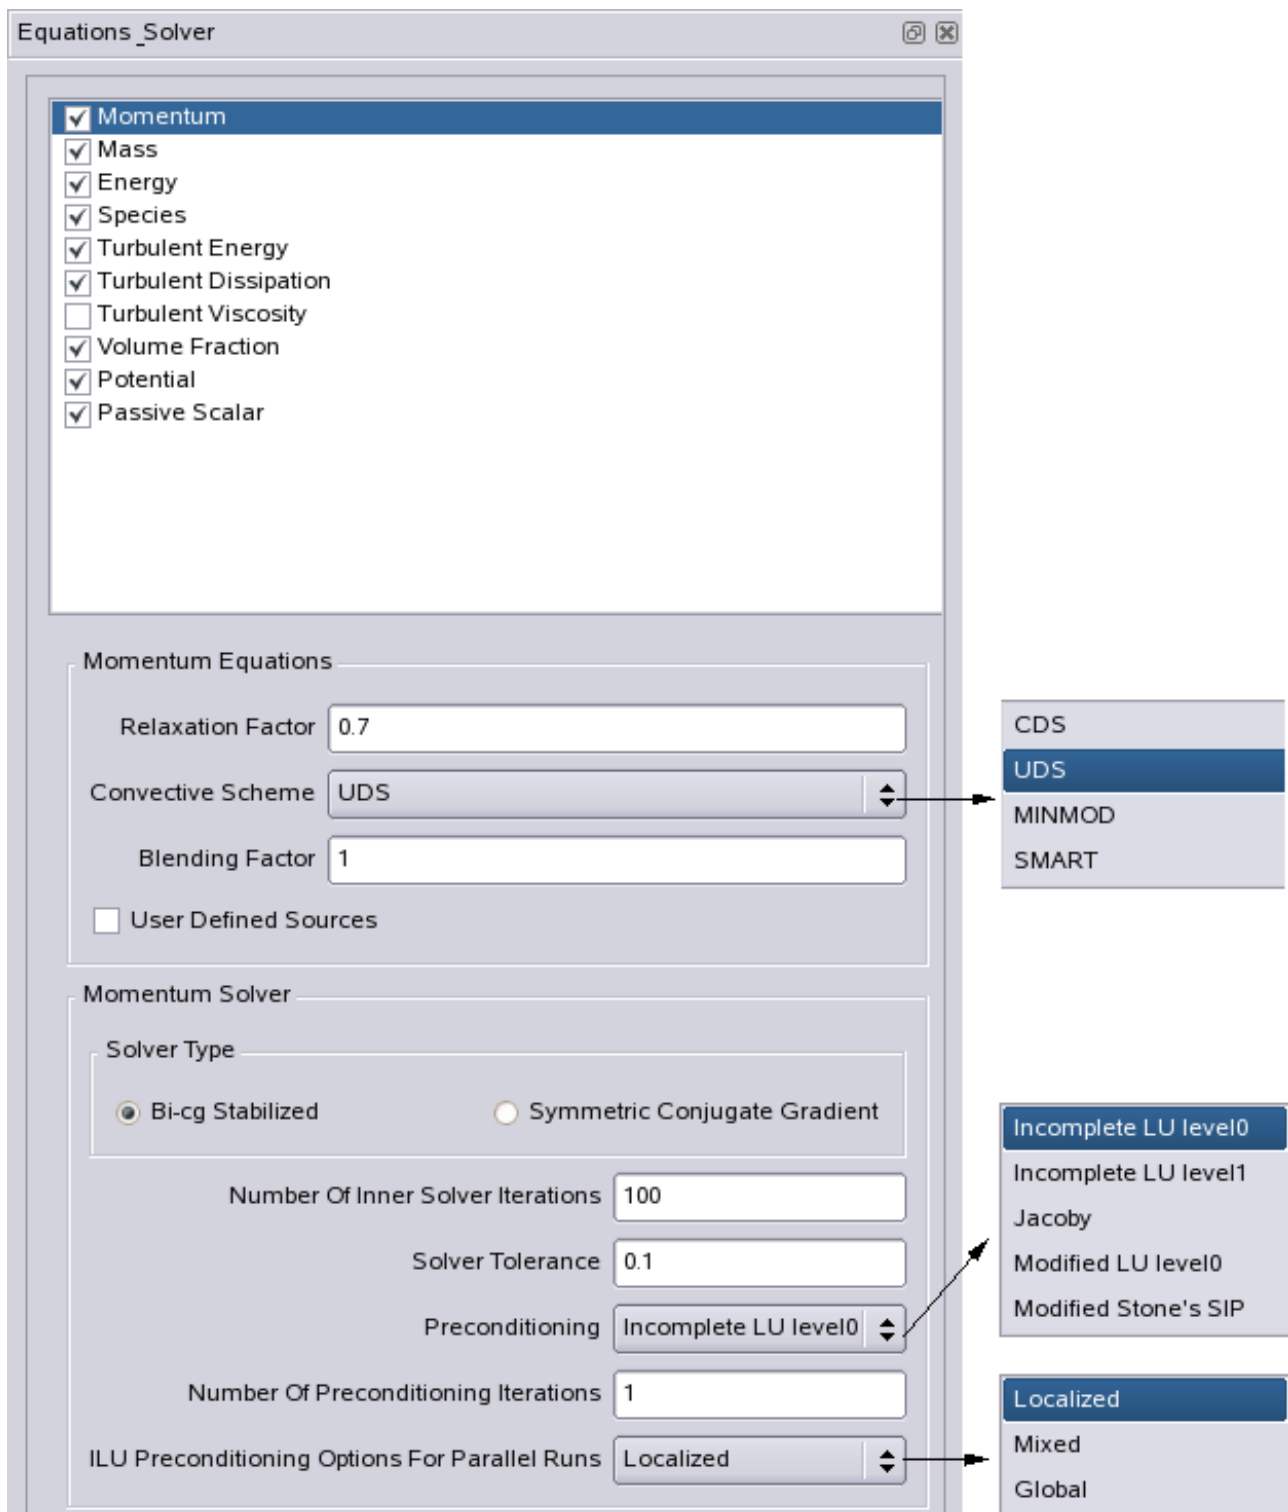 Equations_Solver
Momentum
Mass
Energy
Species
Turbulent Energy
Turbulent Dissipation
Turbulent Viscosity
Volume Fraction
Potential
Passive Scalar
Momentum Equations
Relaxation Factor 0.7
Convective Scheme UDS
Blending Factor 1
User Defined Sources
CDS
UDS
MINMOD
SMART
Momentum Solver
Solver Type
Bi-cg Stabilized Symmetric Conjugate Gradient
Number Of Inner Solver Iterations 100
Solver Tolerance 0.1
Preconditioning Incomplete LU level0
Number Of Preconditioning Iterations 1
ILU Preconditioning Options For Parallel Runs Localized
Incomplete LU level0
Incomplete LU level1
Jacoby
Modified LU level0
Modified Stone's SIP
Localized
Mixed
Global